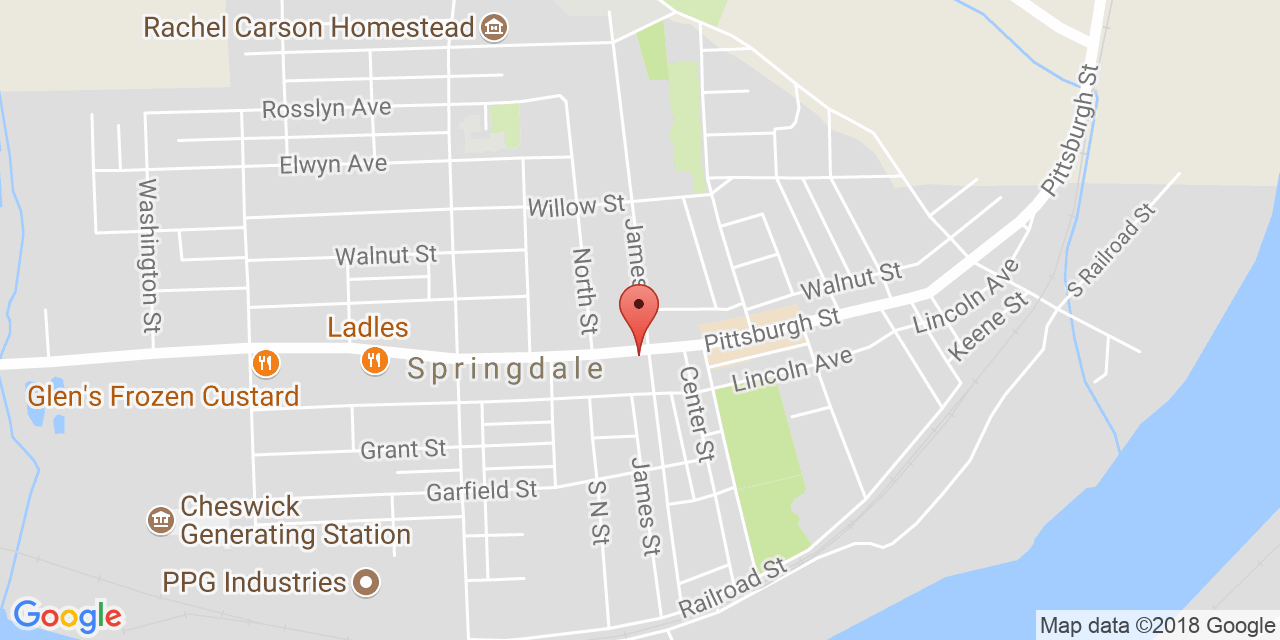 Rachel Carson Homestead
Rosslyn Ave
Elwyn Ave
Washington St
Willow St
James
Walnut St
North St
Pittsburgh St
S Railroad St
Walnut St
Lincoln Ave
Keene St
Ladles
Pittsburgh St
Springdale
Lincoln Ave
Glen's Frozen Custard
Center St
Grant St
Garfield St
S N St
James St
Cheswick
Generating Station
PPG Industries
Railroad St
Google
Map data ©2018 Google